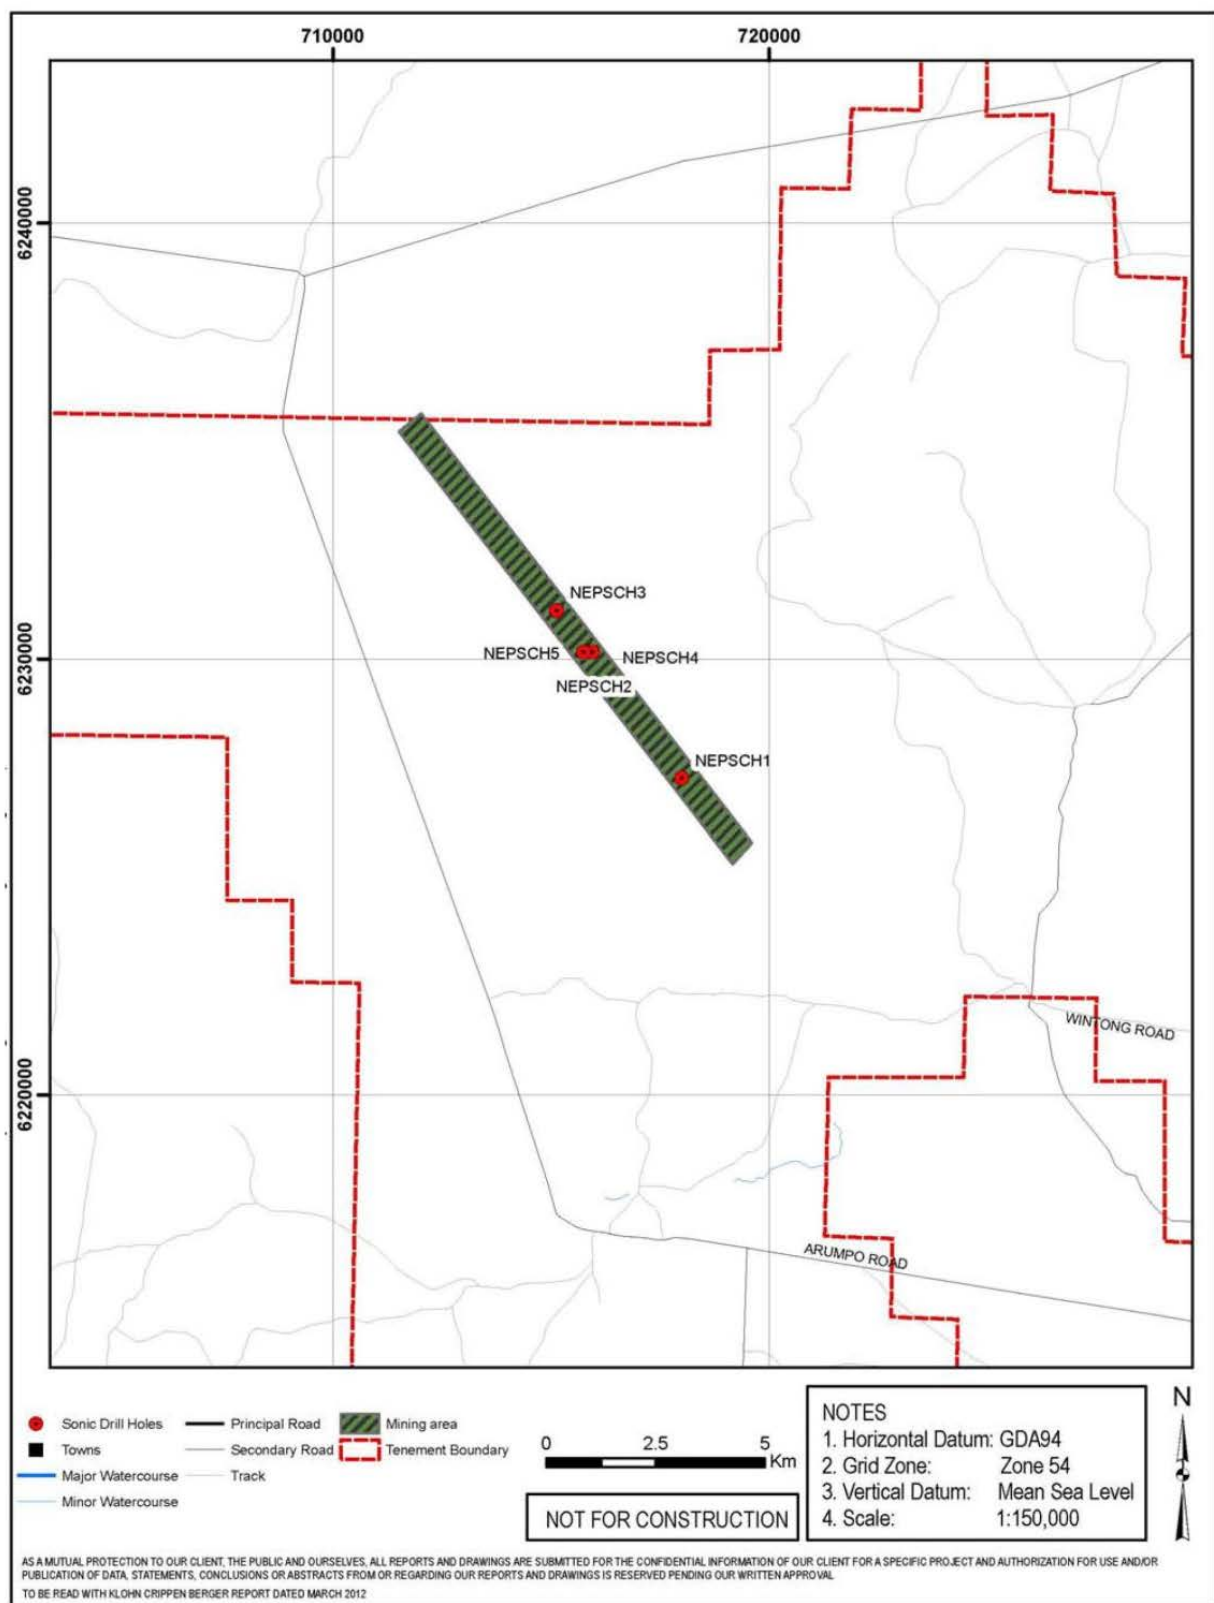 710000 720000
6240000
NEPSCH3
6230000
NEPSCH5 NEPSCH4
NEPSCH2
NEPSCH1
WINTONG ROAD
6220000
ARUMPO ROAD
Sonic Drill Holes Principal Road Mining area
Towns Secondary Road Tenement Boundary
Major Watercourse Track
Minor Watercourse
0 2.5 5
Km
NOT FOR CONSTRUCTION
NOTES
1. Horizontal Datum: GDA94
2. Grid Zone: Zone 54
3. Vertical Datum: Mean Sea Level
4. Scale: 1:150,000
N
AS A MUTUAL PROTECTION TO OUR CLIENT, THE PUBLIC AND OURSELVES, ALL REPORTS AND DRAWINGS ARE SUBMITTED FOR THE CONFIDENTIAL INFORMATION OF OUR CLIENT FOR A SPECIFIC PROJECT AND AUTHORIZATION FOR USE AND/OR
PUBLICATION OF DATA, STATEMENTS, CONCLUSIONS OR ABSTRACTS FROM OR REGARDING OUR REPORTS AND DRAWINGS IS RESERVED PENDING OUR WRITTEN APPROVAL
TO BE READ WITH KLOHN CRIPPEN BERGER REPORT DATED MARCH 2012